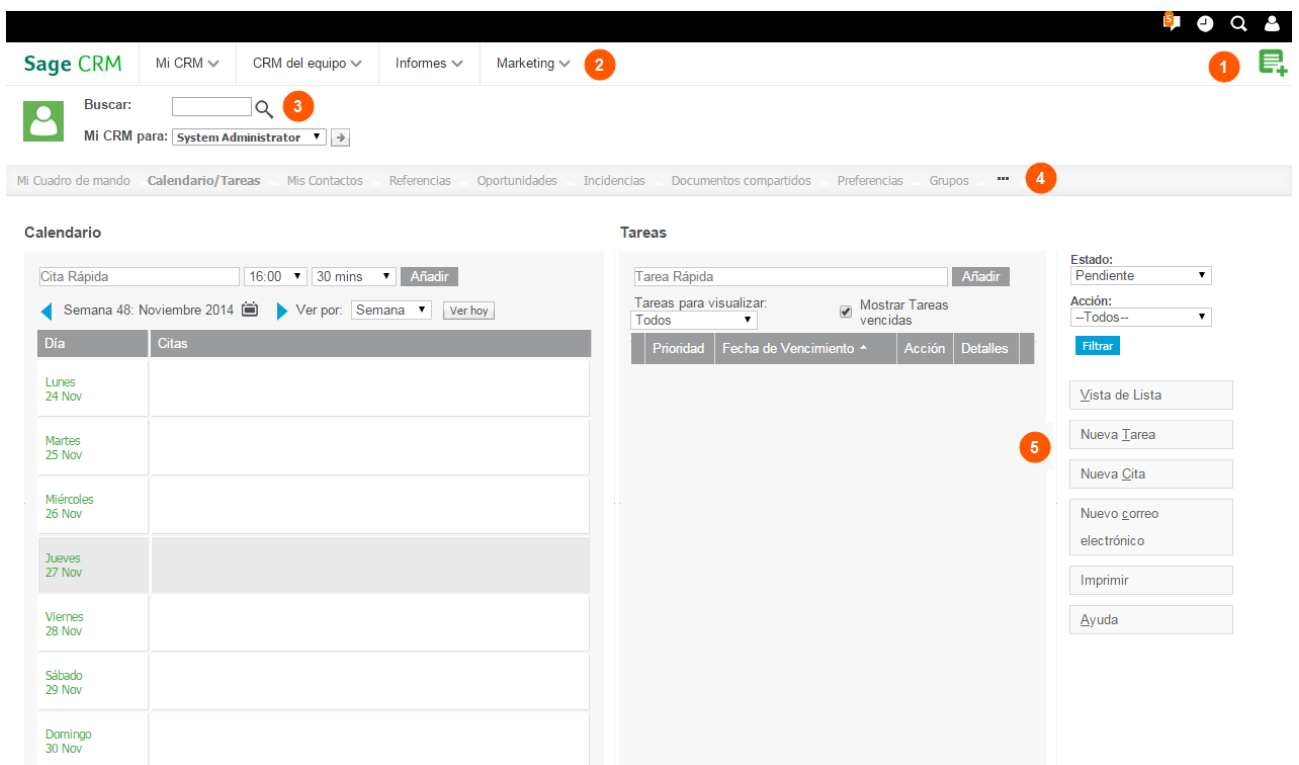 5
Sage CRM
Mi CRM
CRM del equipo
Informes
Marketing
2
1
Buscar:
3
Mi CRM para: System Administrator
Mi Cuadro de mando
Calendario/Tareas
Mis Contactos
Referencias
Oportunidades
Incidencias
Documentos compartidos
Preferencias
Grupos
...
4
Calendario
Cita Rápida
16:00
30 mins
Añadir
Semana 48: Noviembre 2014
Ver por: Semana
Ver hoy
Día
Citas
Lunes
24 Nov
Martes
25 Nov
Miércoles
26 Nov
Jueves
27 Nov
Viernes
28 Nov
Sábado
29 Nov
Domingo
30 Nov
Tareas
Tarea Rápida
Añadir
Tareas para visualizar:
Todos
Mostrar Tareas
vencidas
Prioridad
Fecha de Vencimiento
Acción
Detalles
Estado:
Pendiente
Acción:
--Todos--
Filtrar
5
Vista de Lista
Nueva Tarea
Nueva Cita
Nuevo correo
electrónico
Imprimir
Ayuda